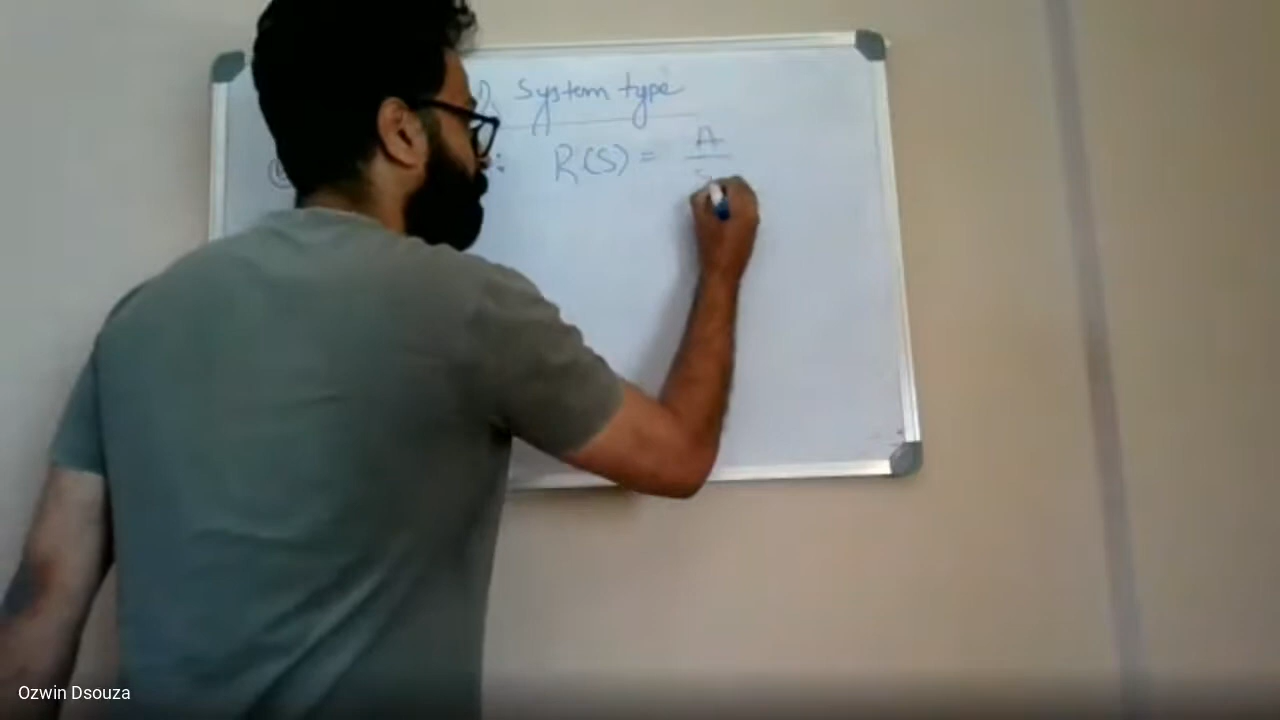 System type
: R(S) = A
S
Ozwin Dsouza